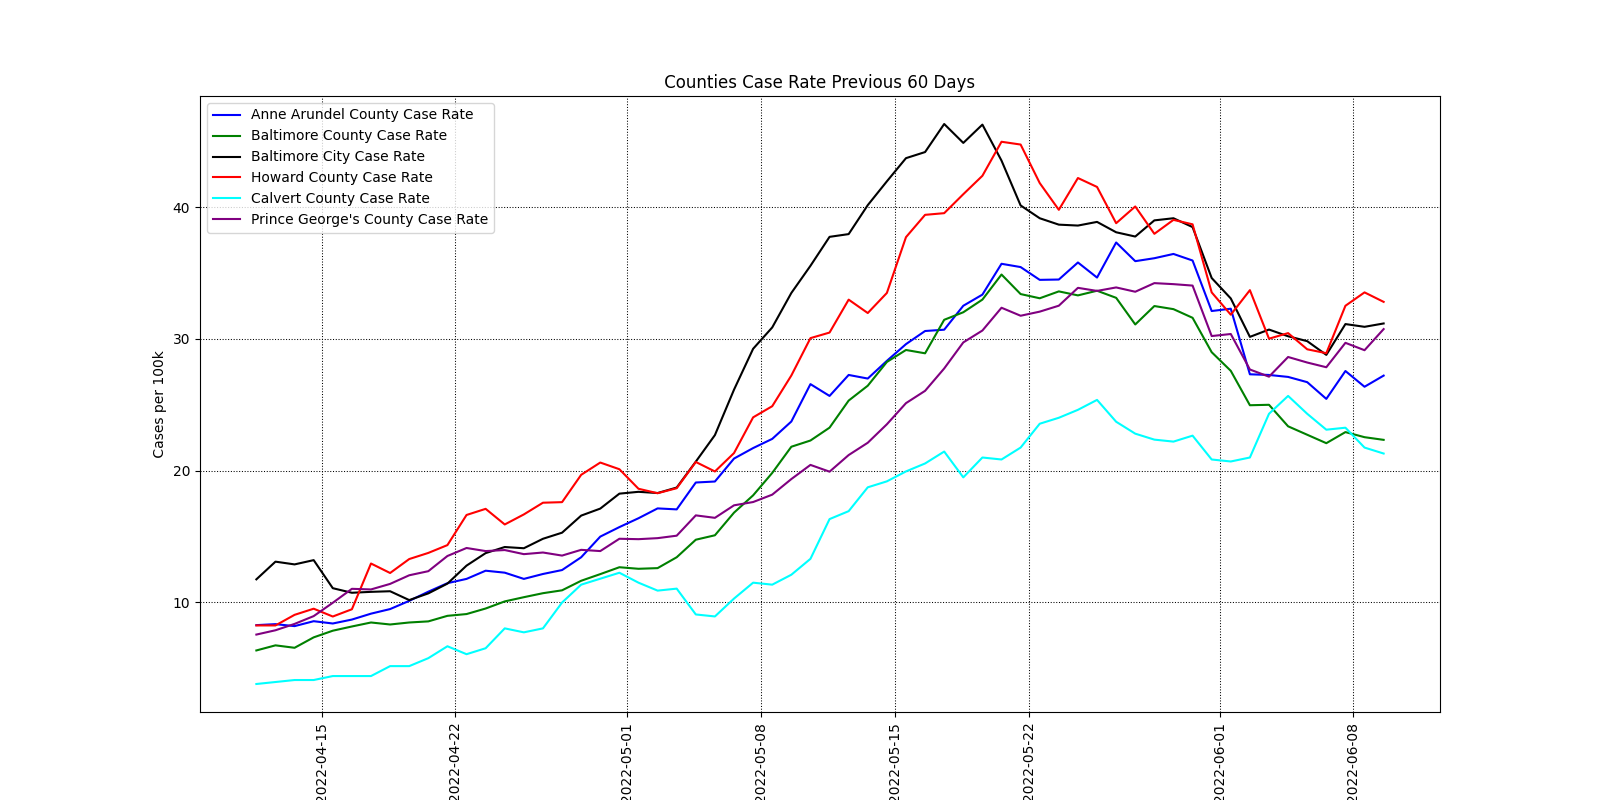 Counties Case Rate Previous 60 Days
Anne Arundel County Case Rate
Baltimore County Case Rate
Baltimore City Case Rate
Howard County Case Rate
Calvert County Case Rate
Prince George's County Case Rate
Cases per 100k
40
30
20
10
2022-04-15
2022-04-22
2022-05-01
2022-05-08
2022-05-15
2022-05-22
2022-06-01
2022-06-08